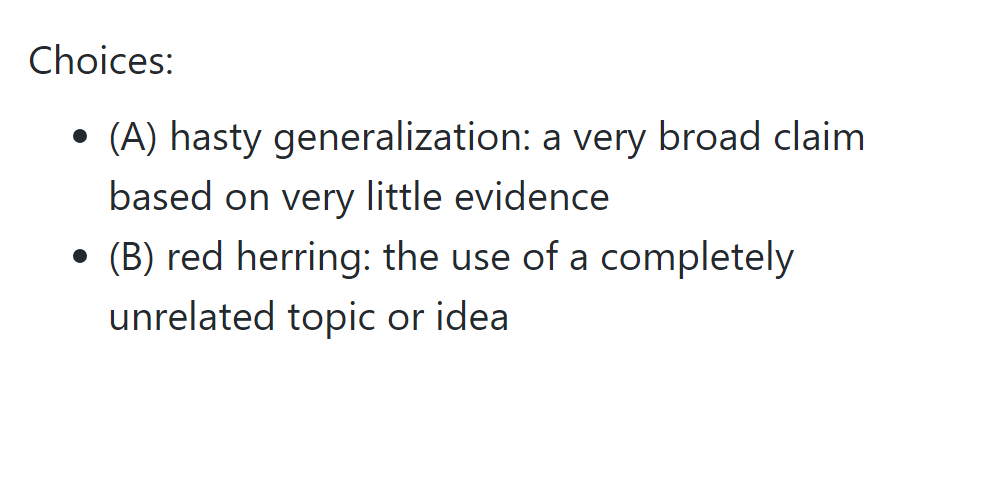 Choices:
• (A) hasty generalization: a very broad claim
based on very little evidence
• (B) red herring: the use of a completely
unrelated topic or idea